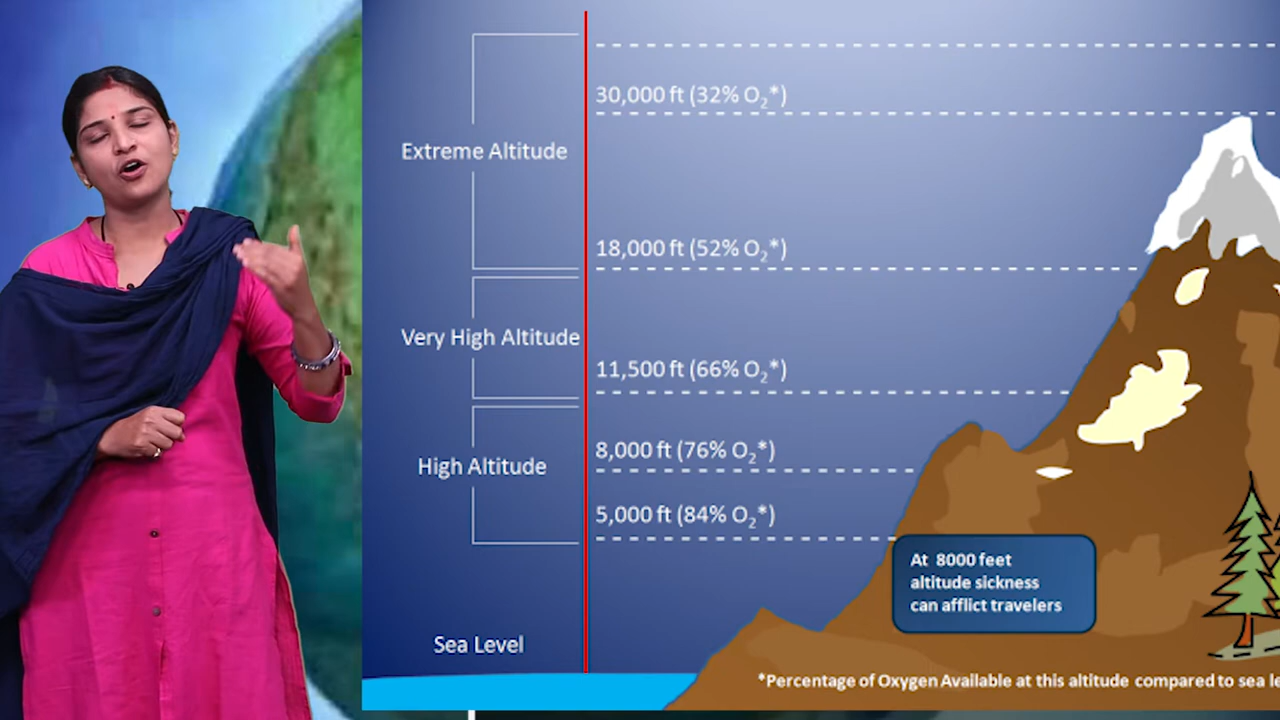 30,000 ft (32% O₂*)
Extreme Altitude
18,000 ft (52% O₂*)
Very High Altitude
11,500 ft (66% O₂*)
8,000 ft (76% O₂*)
High Altitude
5,000 ft (84% O₂*)
At 8000 feet
altitude sickness
can afflict travelers
Sea Level
*Percentage of Oxygen Available at this altitude compared to sea